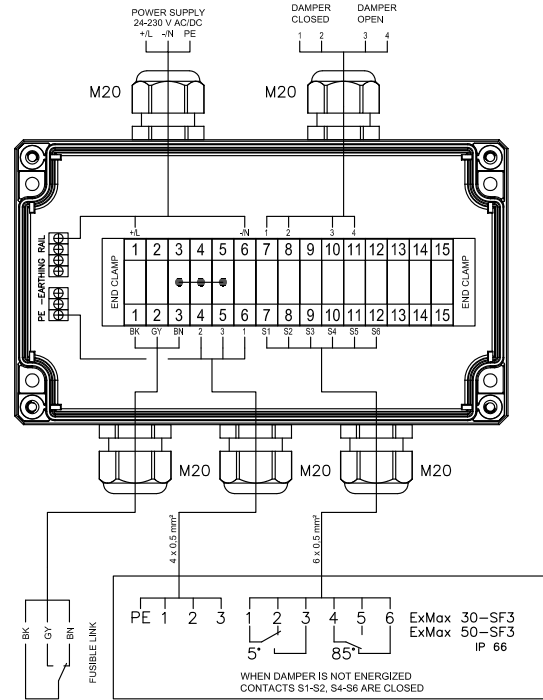 POWER SUPPLY
24-230 V AC/DC
+/L -/N PE
DAMPER
CLOSED
1 2
DAMPER
OPEN
3 4
M20
M20
+/L -/N 1 2 3 4
1 2 3 4 5 6 7 8 9 10 11 12 13 14 15
END CLAMP
END CLAMP
PE -EARTHING RAIL
1 2 3 4 5 6 7 8 9 10 11 12 13 14 15
BK GY BN 2 3 1 S1 S2 S3 S4 S5 S6
M20
M20
M20
4 x 0,5 mm²
6 x 0,5 mm²
BK
GY
BN
FUSIBLE LINK
PE 1 2 3
1 2 3 4 5 6
5°
85°
ExMax 30-SF3
ExMax 50-SF3
IP 66
WHEN DAMPER IS NOT ENERGIZED
CONTACTS S1-S2, S4-S6 ARE CLOSED